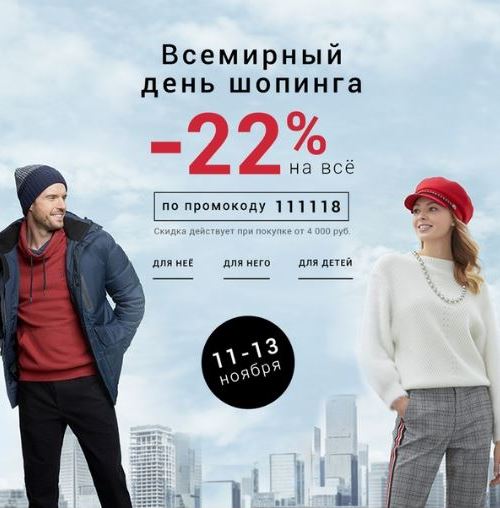 Всемирный
день шопинга
-22%
на всё
по промокоду 111118
Скидка действует при покупке от 4 000 руб.
ДЛЯ НЕЁ ДЛЯ НЕГО ДЛЯ ДЕТЕЙ
11-13
ноября